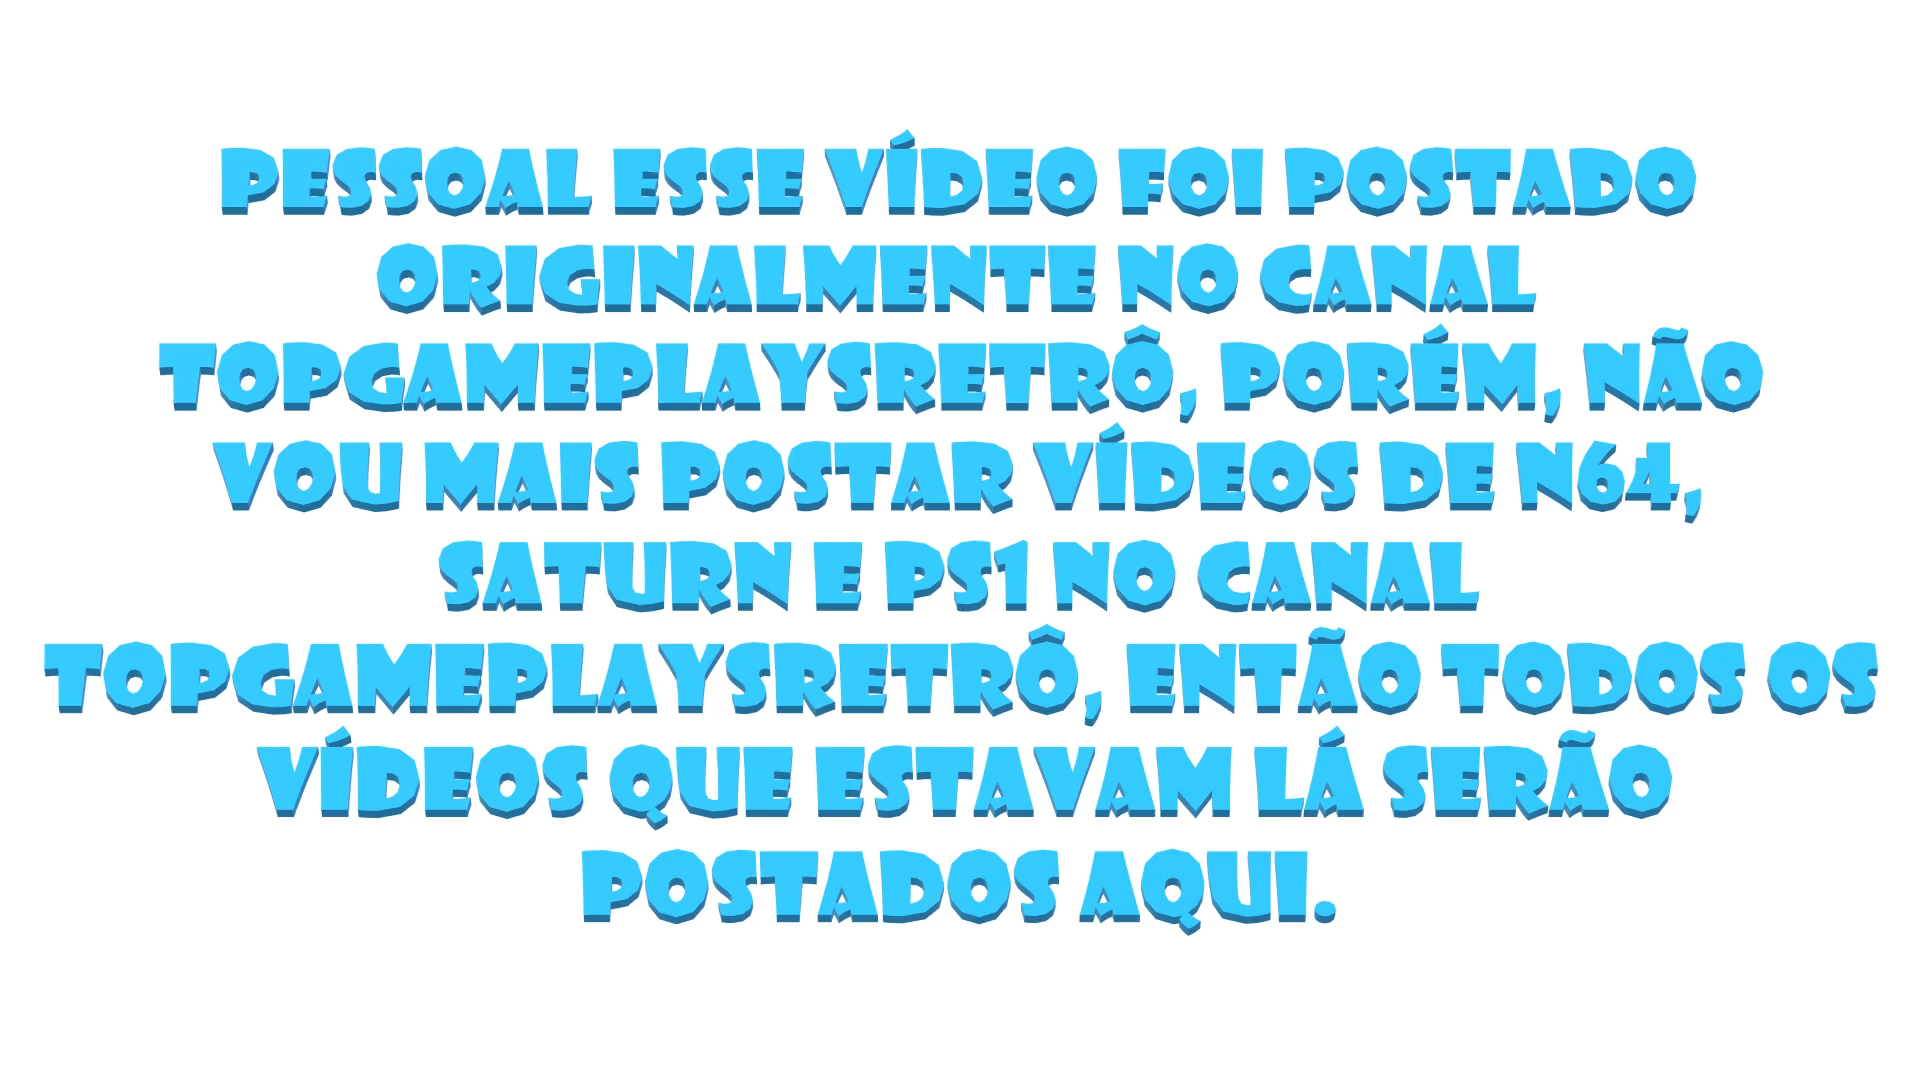 PESSOAL ESSE VÍDEO FOI POSTADO
ORIGINALMENTE NO CANAL
TOPGAMEPLAYSRETRÔ, PORÉM, NÃO
VOU MAIS POSTAR VÍDEOS DE N64,
SATURN E PS1 NO CANAL
TOPGAMEPLAYSRETRÔ, ENTÃO TODOS OS
VÍDEOS QUE ESTAVAM LÁ SERÃO
POSTADOS AQUI.